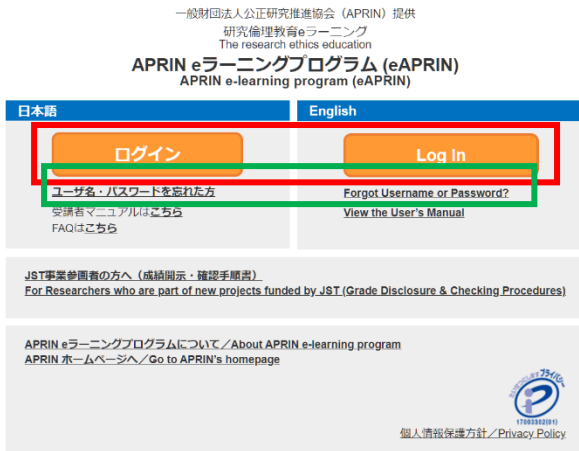 一般財団法人公正研究推進協会（APRIN）提供
研究倫理教育eラーニング
The research ethics education
APRIN eラーニングプログラム (eAPRIN)
APRIN e-learning program (eAPRIN)
日本語
ログイン
ユーザ名・パスワードを忘れた方
受講者マニュアルはこちら
FAQはこちら
English
Log In
Forgot Username or Password?
View the User's Manual
JST事業参画者の方へ（成績開示・確認手順書）
For Researchers who are part of new projects funded by JST (Grade Disclosure & Checking Procedures)
APRIN eラーニングプログラムについて／About APRIN e-learning program
APRIN ホームページへ／Go to APRIN's homepage
プライバシー
17003302(01)
個人情報保護方針／Privacy Policy